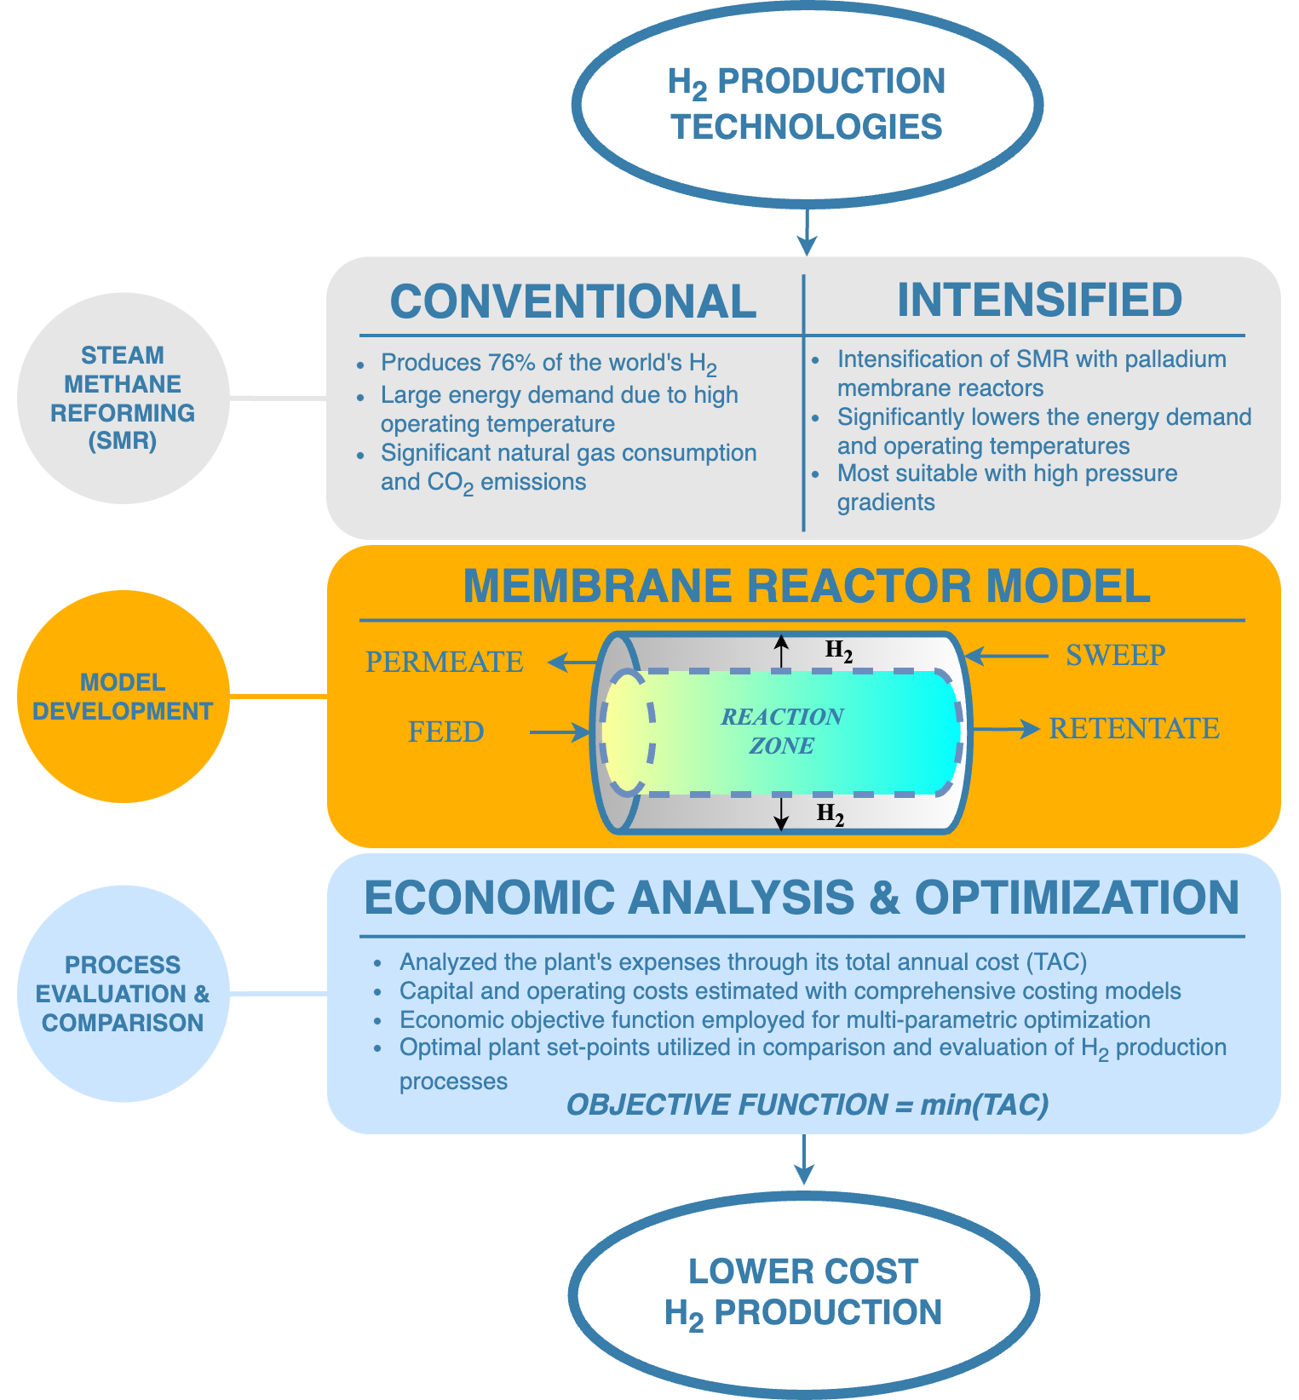 H₂ PRODUCTION
TECHNOLOGIES
STEAM
METHANE
REFORMING
(SMR)
CONVENTIONAL
• Produces 76% of the world's H₂
• Large energy demand due to high
operating temperature
• Significant natural gas consumption
and CO₂ emissions
INTENSIFIED
• Intensification of SMR with palladium
membrane reactors
• Significantly lowers the energy demand
and operating temperatures
• Most suitable with high pressure
gradients
MODEL
DEVELOPMENT
MEMBRANE REACTOR MODEL
PERMEATE
FEED
H₂
REACTION
ZONE
H₂
SWEEP
RETENTATE
PROCESS
EVALUATION &
COMPARISON
ECONOMIC ANALYSIS & OPTIMIZATION
• Analyzed the plant's expenses through its total annual cost (TAC)
• Capital and operating costs estimated with comprehensive costing models
• Economic objective function employed for multi-parametric optimization
• Optimal plant set-points utilized in comparison and evaluation of H₂ production
processes
OBJECTIVE FUNCTION = min(TAC)
LOWER COST
H₂ PRODUCTION